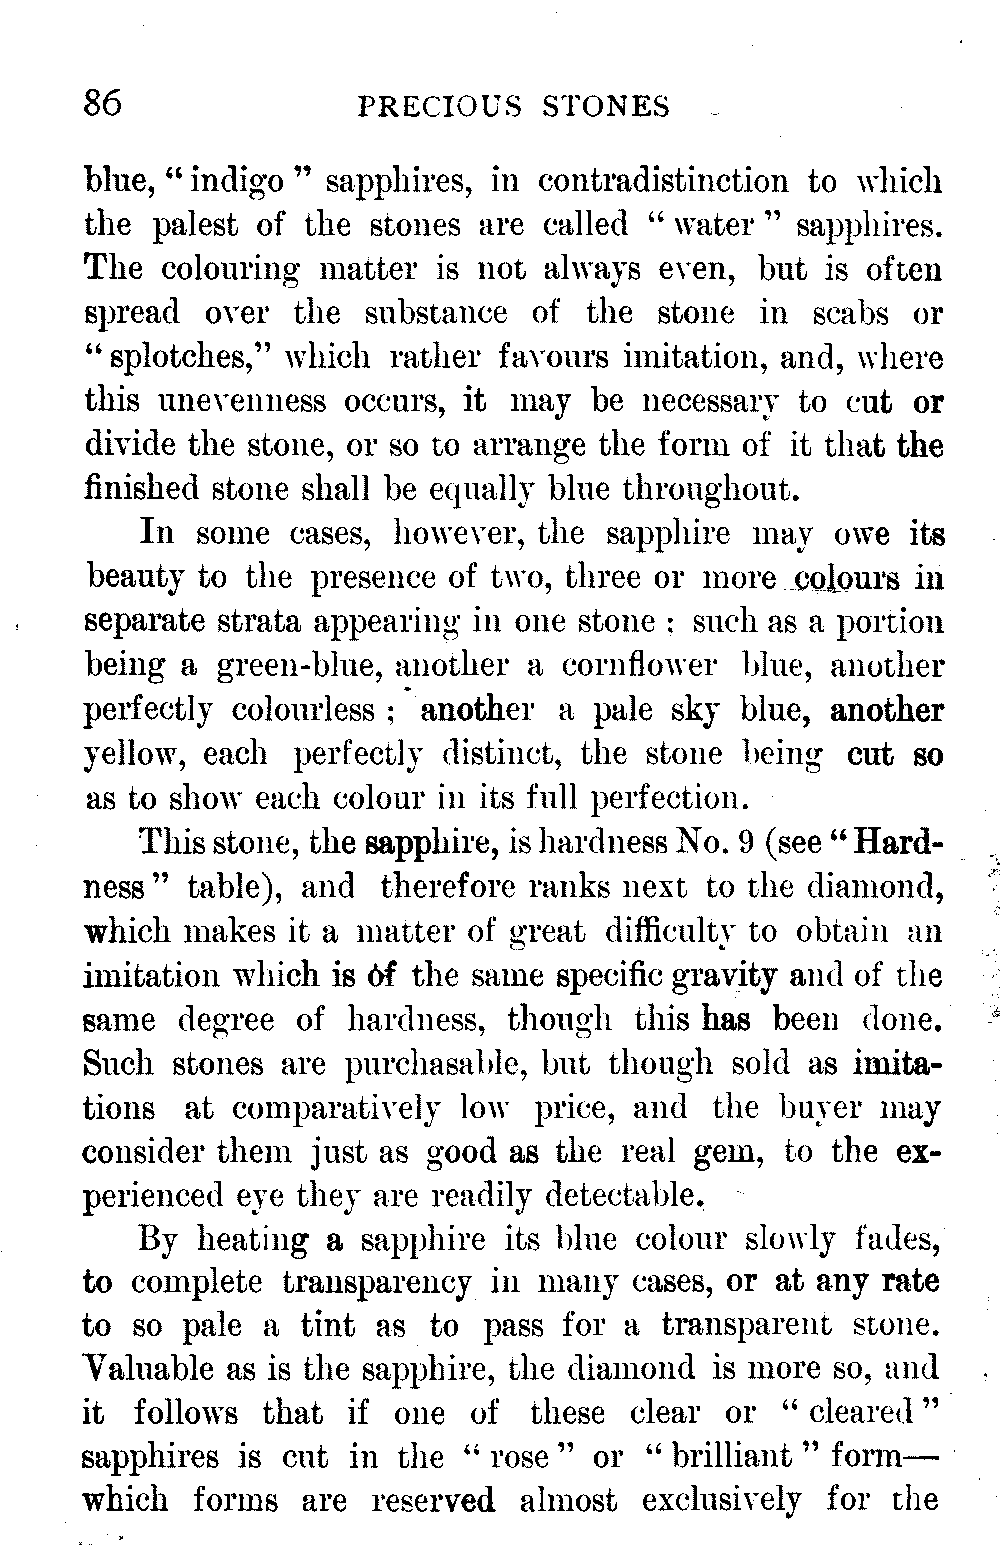 86 PRECIOUS STONES
blue, “ indigo ” sapphires, in contradistinction to which
the palest of the stones are called “ water ” sapphires.
The colouring matter is not always even, but is often
spread over the substance of the stone in scabs or
“ splotches,” which rather favours imitation, and, where
this unevenness occurs, it may be necessary to cut or
divide the stone, or so to arrange the form of it that the
finished stone shall be equally blue throughout.
In some cases, however, the sapphire may owe its
beauty to the presence of two, three or more colours in
separate strata appearing in one stone ; such as a portion
being a green-blue, another a cornflower blue, another
perfectly colourless ; another a pale sky blue, another
yellow, each perfectly distinct, the stone being cut so
as to show each colour in its full perfection.
This stone, the sapphire, is hardness No. 9 (see “ Hard-
ness ” table), and therefore ranks next to the diamond,
which makes it a matter of great difficulty to obtain an
imitation which is of the same specific gravity and of the
same degree of hardness, though this has been done.
Such stones are purchasable, but though sold as imita-
tions at comparatively low price, and the buyer may
consider them just as good as the real gem, to the ex-
perienced eye they are readily detectable.
By heating a sapphire its blue colour slowly fades,
to complete transparency in many cases, or at any rate
to so pale a tint as to pass for a transparent stone.
Valuable as is the sapphire, the diamond is more so, and
it follows that if one of these clear or “ cleared ”
sapphires is cut in the “ rose ” or “ brilliant ” form—
which forms are reserved almost exclusively for the